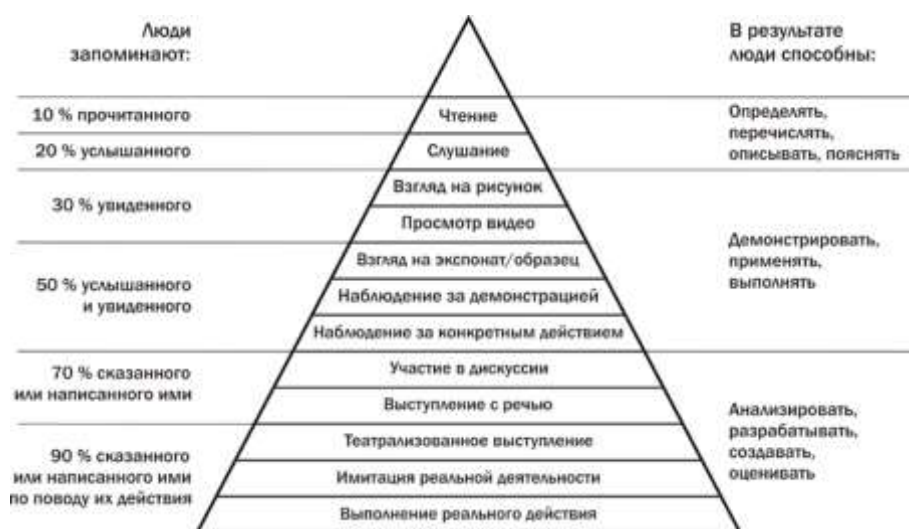 Люди
запоминают:
В результате
люди способны:
10 % прочитанного
Чтение
Определять,
перечислять,
описывать, пояснять
20 % услышанного
Слушание
30 % увиденного
Взгляд на рисунок
Просмотр видео
Демонстрировать,
применять,
выполнять
50 % услышанного
и увиденного
Взгляд на экспонат/образец
Наблюдение за демонстрацией
Наблюдение за конкретным действием
70 % сказанного
или написанного ими
Участие в дискуссии
Выступление с речью
Анализировать,
разрабатывать,
создавать,
оценивать
90 % сказанного
или написанного ими
по поводу их действия
Театрализованное выступление
Имитация реальной деятельности
Выполнение реального действия